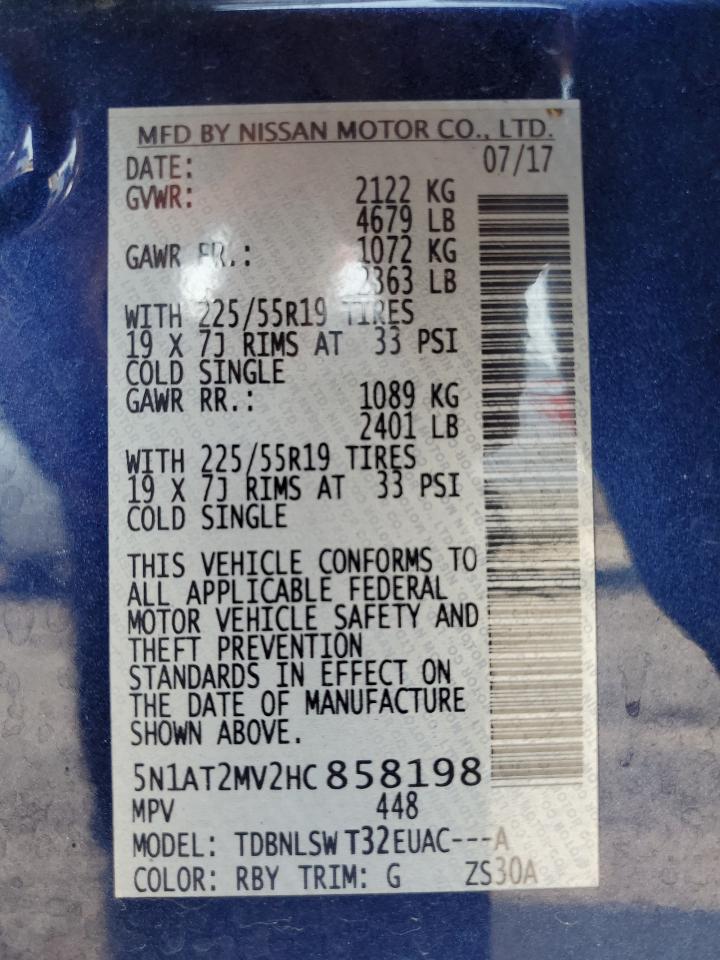 MFD BY NISSAN MOTOR CO., LTD.
DATE: 07/17
GVWR: 2122 KG
4679 LB
GAWR FR.: 1072 KG
2363 LB
WITH 225/55R19 TIRES
19 X 7J RIMS AT 33 PSI
COLD SINGLE
GAWR RR.: 1089 KG
2401 LB
WITH 225/55R19 TIRES
19 X 7J RIMS AT 33 PSI
COLD SINGLE
THIS VEHICLE CONFORMS TO
ALL APPLICABLE FEDERAL
MOTOR VEHICLE SAFETY AND
THEFT PREVENTION
STANDARDS IN EFFECT ON
THE DATE OF MANUFACTURE
SHOWN ABOVE.
5N1AT2MV2HC858198
MPV 448
MODEL: TDBNLSWT32EUAC---A
COLOR: RBY TRIM: G ZS30A